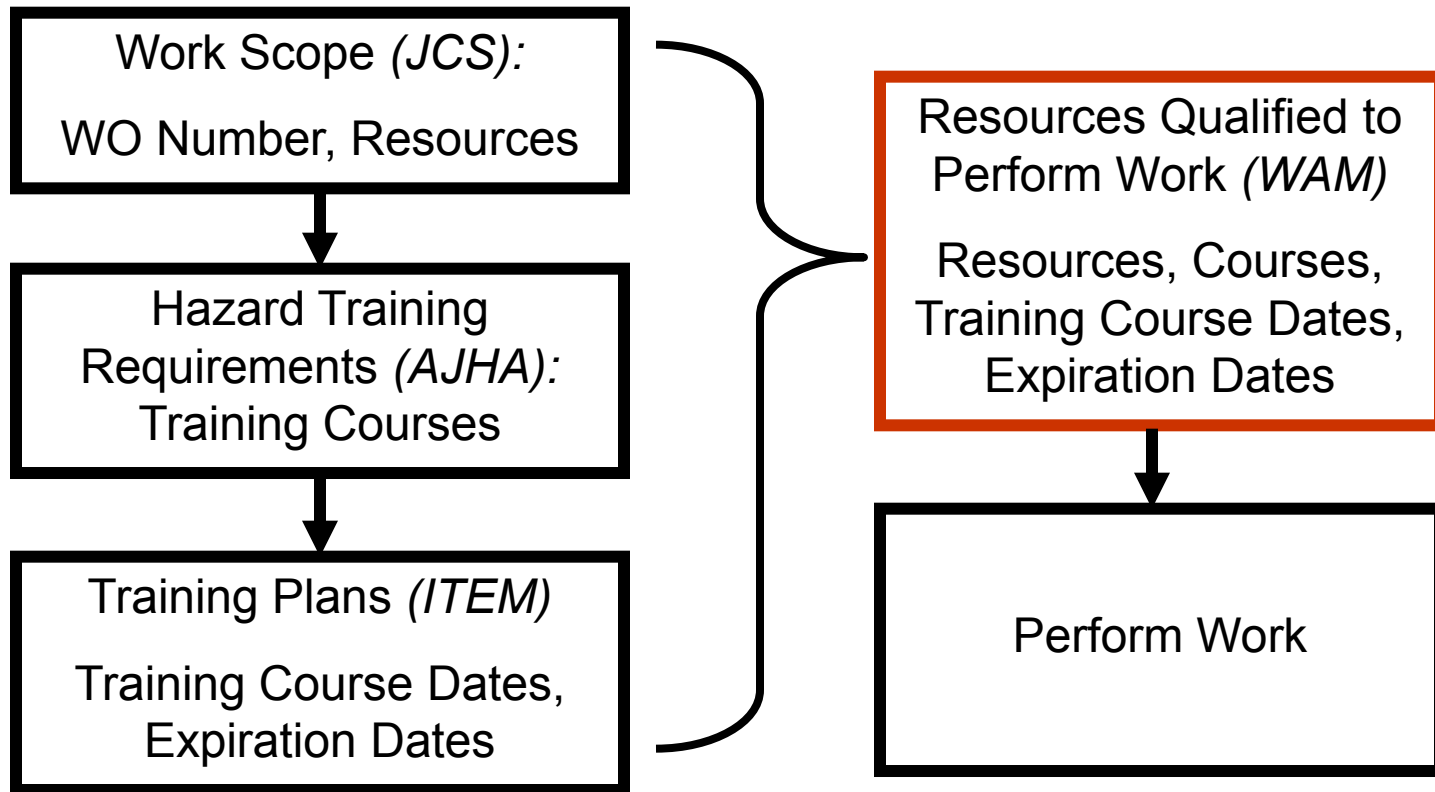 Work Scope (JCS):
WO Number, Resources
Hazard Training
Requirements (AJHA):
Training Courses
Training Plans (ITEM)
Training Course Dates,
Expiration Dates
Resources Qualified to
Perform Work (WAM)
Resources, Courses,
Training Course Dates,
Expiration Dates
Perform Work